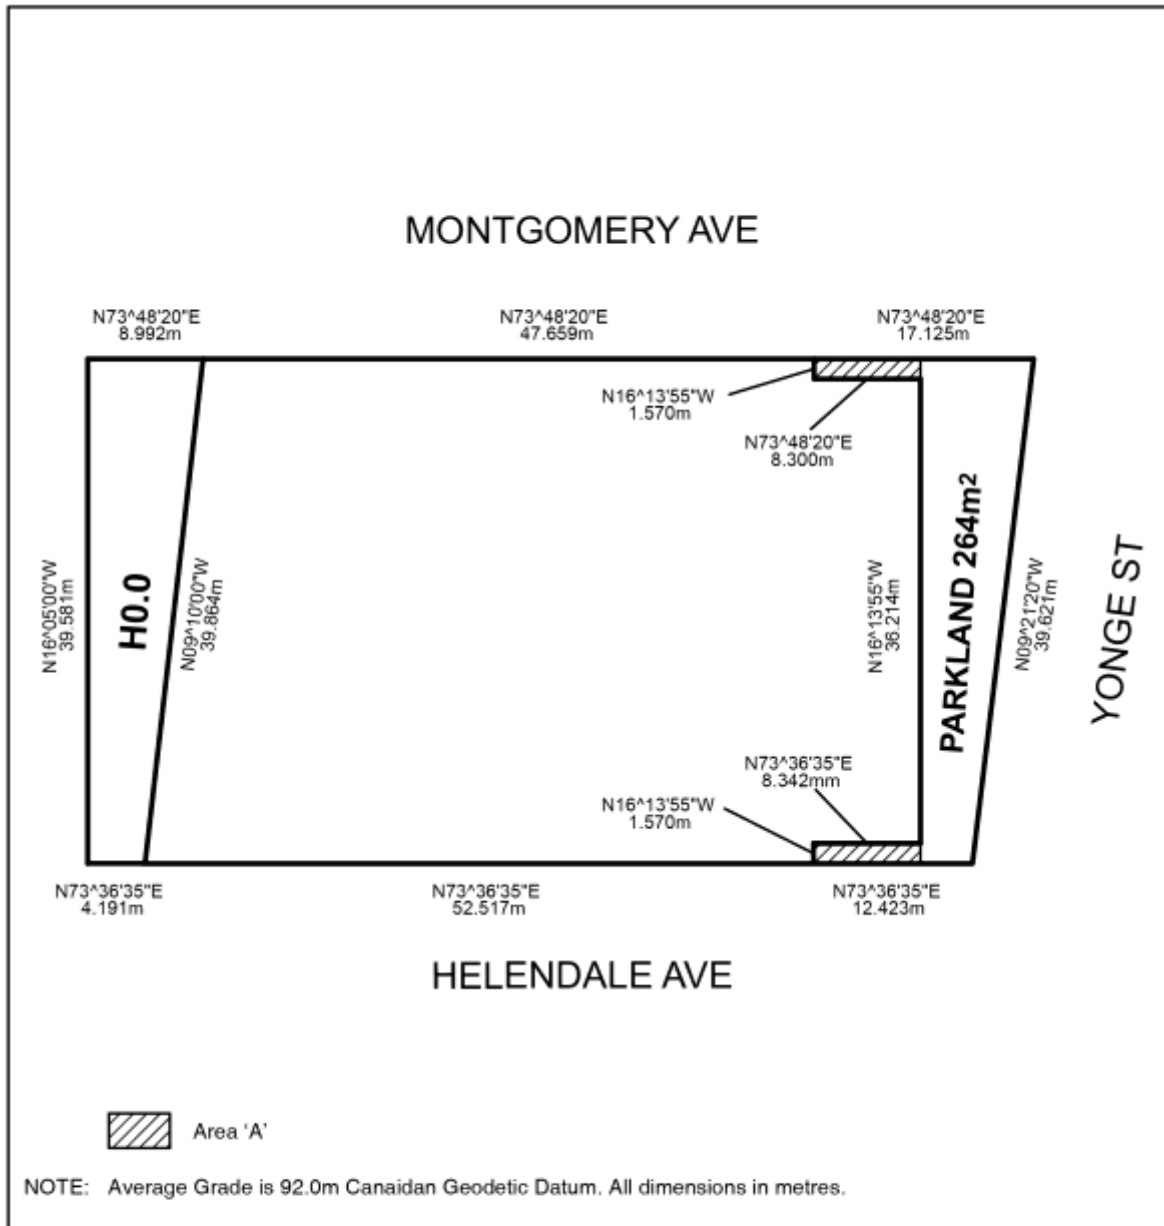 MONTGOMERY AVE
N73^48'20"E
8.992m
N73^48'20"E
47.659m
N73^48'20"E
17.125m
N16^13'55"W
1.570m
N73^48'20"E
8.300m
N16^05'00"W
39.581m
H0.0
N09^10'00"W
39.864m
N16^13'55"W
36.214m
PARKLAND 264m²
N09^21'20"W
39.621m
YONGE ST
N73^36'35"E
8.342mm
N16^13'55"W
1.570m
N73^36'35"E
4.191m
N73^36'35"E
52.517m
N73^36'35"E
12.423m
HELENDALE AVE
Area ‘A’
NOTE: Average Grade is 92.0m Canaidan Geodetic Datum. All dimensions in metres.